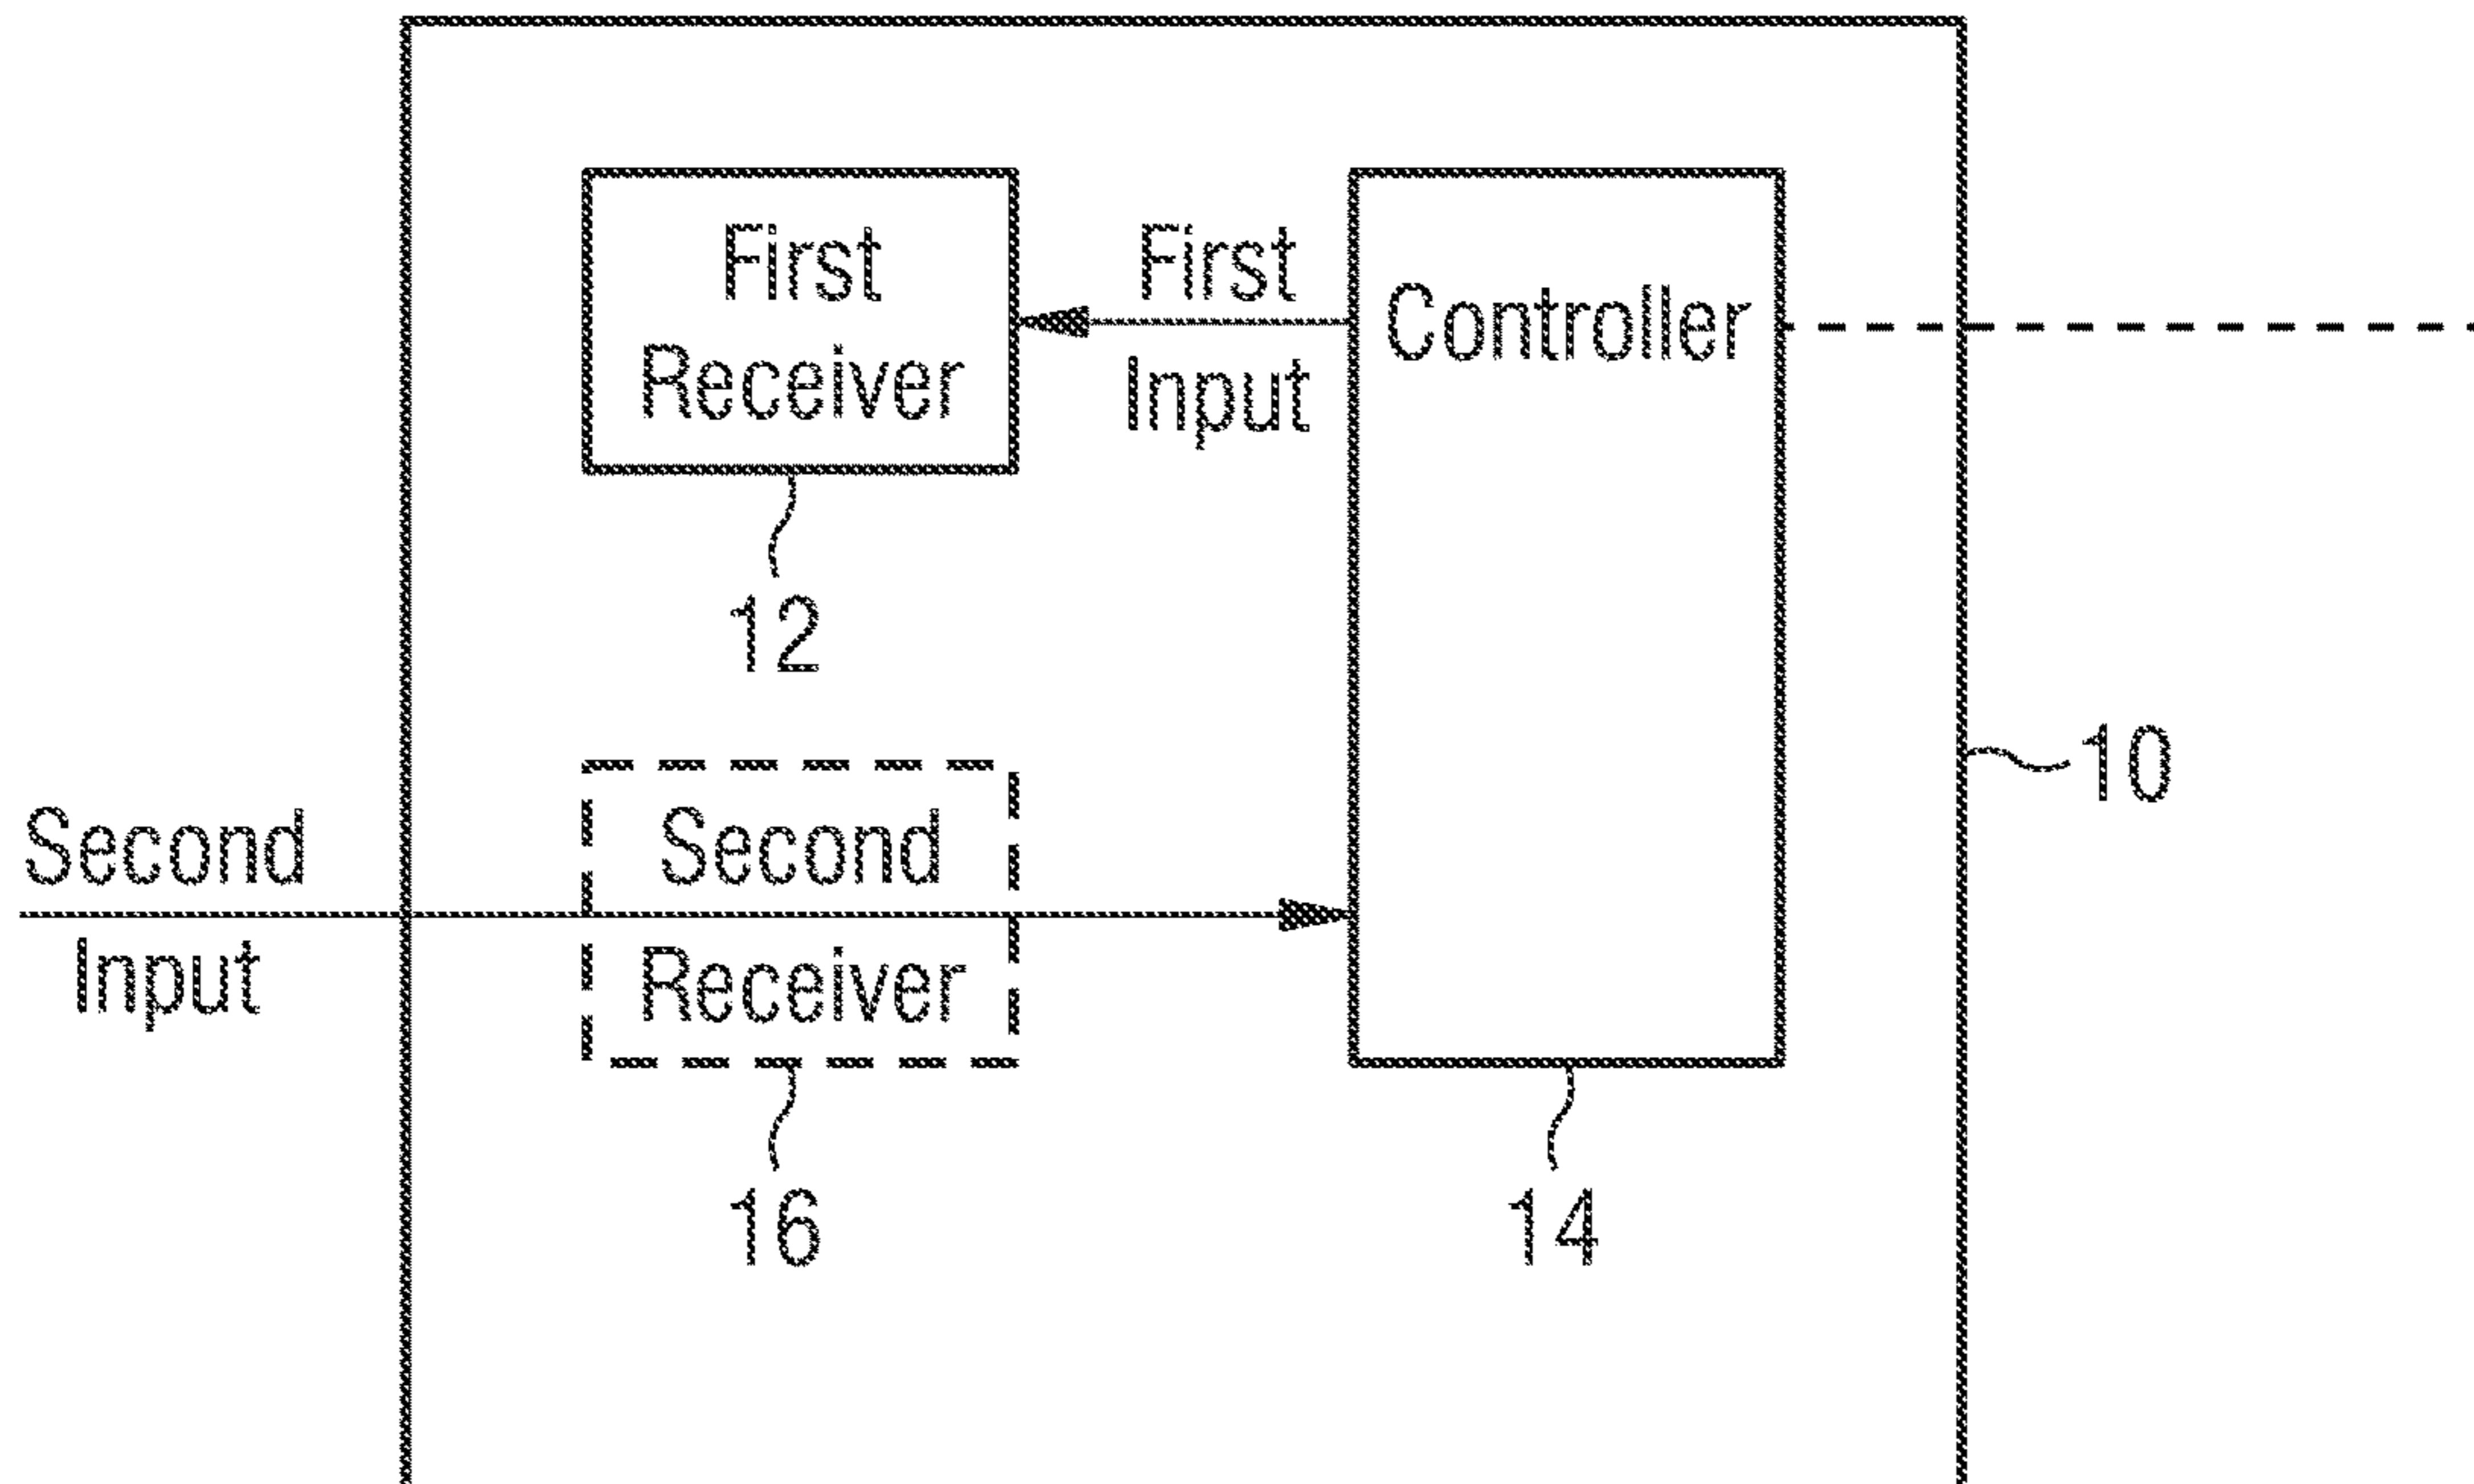 First
Receiver
First
Input
Controller
12
10
Second
Input
Second
Receiver
16
14